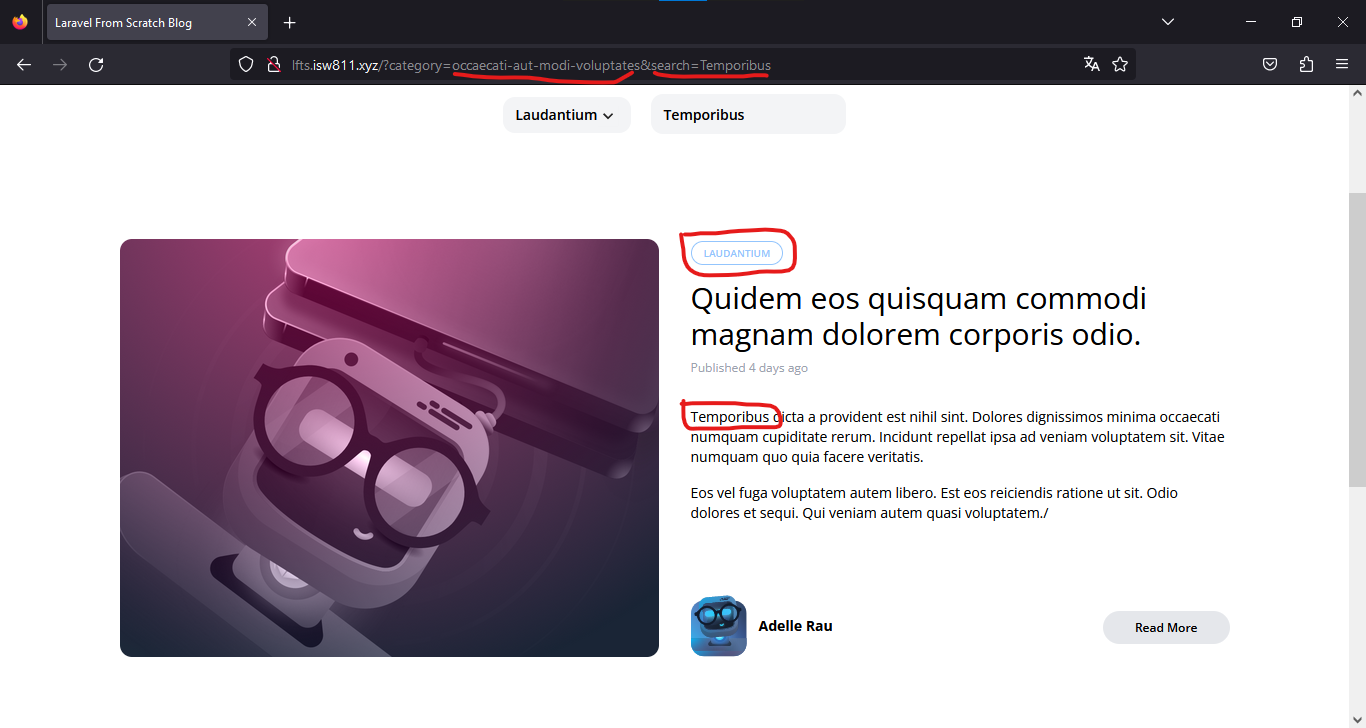 Laravel From Scratch Blog
lfts.isw811.xyz/?category=occaecati-aut-modi-voluptates&search=Temporibus
Laudantium
Temporibus
LAUDANTIUM
Quidem eos quisquam commodi
magnam dolorem corporis odio.
Published 4 days ago
Temporibus dicta a provident est nihil sint. Dolores dignissimos minima occaecati
numquam cupiditate rerum. Incidunt repellat ipsa ad veniam voluptatem sit. Vitae
numquam quo quia facere veritatis.
Eos vel fuga voluptatem autem libero. Est eos reiciendis ratione ut sit. Odio
dolores et sequi. Qui veniam autem quasi voluptatem./
Adelle Rau
Read More